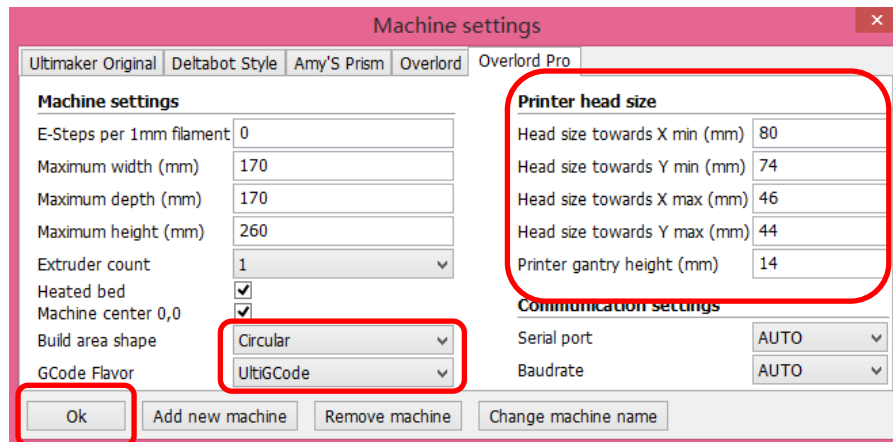 Machine settings
×
Ultimaker Original Deltabot Style Amy'S Prism Overlord Overlord Pro
Machine settings
E-Steps per 1mm filament 0
Maximum width (mm) 170
Maximum depth (mm) 170
Maximum height (mm) 260
Extruder count 1
Heated bed
Machine center 0,0
Build area shape Circular
GCode Flavor UltiGCode
Printer head size
Head size towards X min (mm) 80
Head size towards Y min (mm) 74
Head size towards X max (mm) 46
Head size towards Y max (mm) 44
Printer gantry height (mm) 14
Communication settings
Serial port AUTO
Baudrate AUTO
Ok Add new machine Remove machine Change machine name